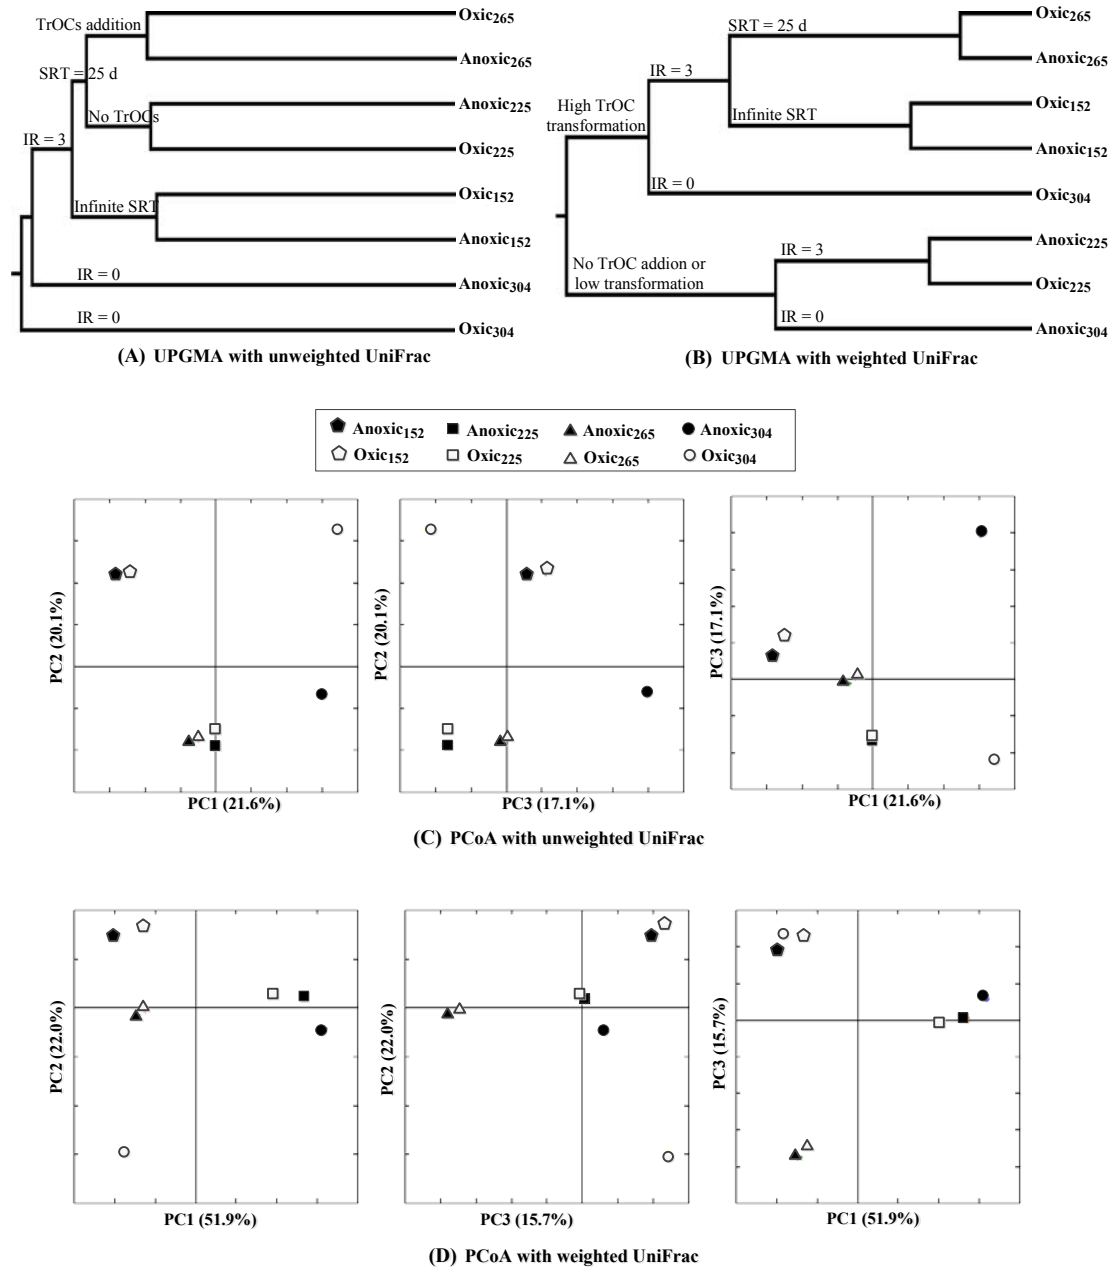 TrOCs addition
Oxic265
Anoxic265
SRT = 25 d
No TrOCs
Anoxic225
Oxic225
IR = 3
Infinite SRT
Oxic152
Anoxic152
IR = 0
Anoxic304
IR = 0
Oxic304
(A) UPGMA with unweighted UniFrac
SRT = 25 d
Oxic265
Anoxic265
IR = 3
High TrOC
transformation
Infinite SRT
Oxic152
Anoxic152
IR = 0
Oxic304
No TrOC addion or
low transformation
IR = 3
Anoxic225
Oxic225
IR = 0
Anoxic304
(B) UPGMA with weighted UniFrac
Anoxic152 Anoxic225 Anoxic265 Anoxic304
Oxic152 Oxic225 Oxic265 Oxic304
PC2 (20.1%)
PC1 (21.6%)
PC2 (20.1%)
PC3 (17.1%)
PC3 (17.1%)
PC1 (21.6%)
(C) PCoA with unweighted UniFrac
PC2 (22.0%)
PC1 (51.9%)
PC2 (22.0%)
PC3 (15.7%)
PC3 (15.7%)
PC1 (51.9%)
(D) PCoA with weighted UniFrac